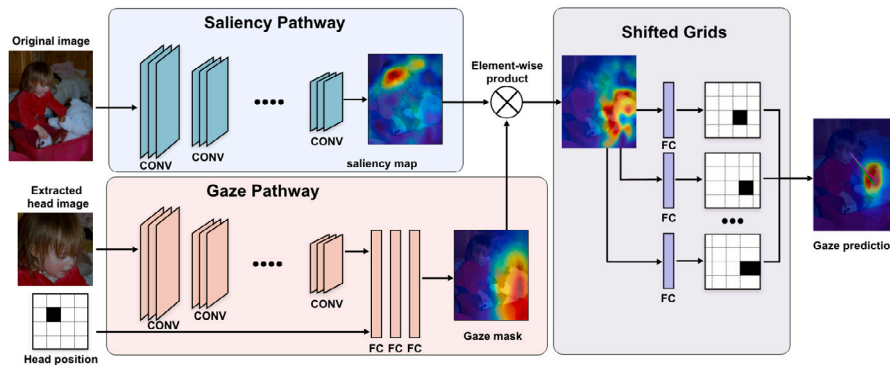 Saliency Pathway
Shifted Grids
Original image
Element-wise
product
CONV
CONV
CONV
saliency map
FC
FC
FC
Extracted
head image
Gaze Pathway
CONV
CONV
CONV
FC FC FC
Gaze mask
Head position
Gaze prediction